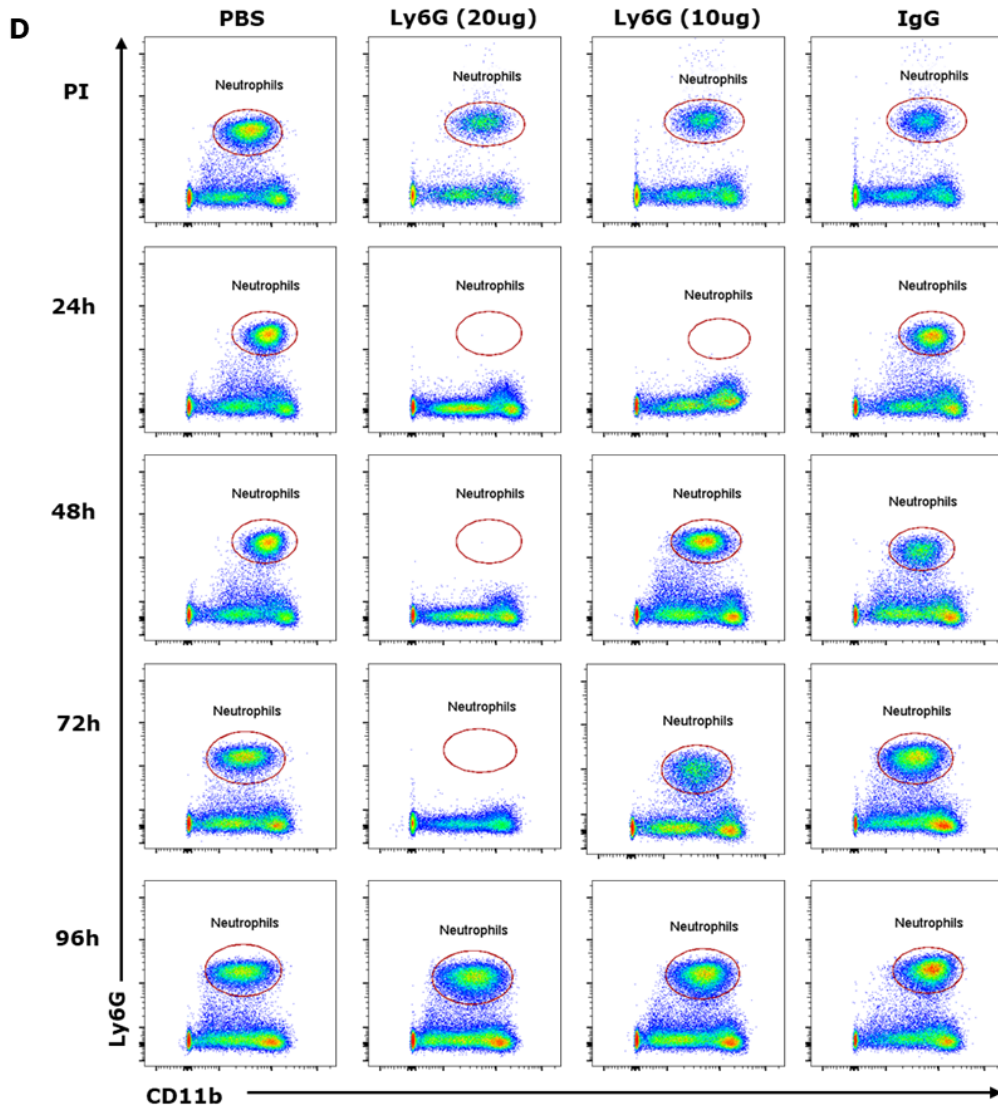 D
PBS Ly6G (20ug) Ly6G (10ug) IgG
PI
Neutrophils Neutrophils Neutrophils Neutrophils
24h
Neutrophils Neutrophils Neutrophils Neutrophils
48h
Neutrophils Neutrophils Neutrophils Neutrophils
72h
Neutrophils Neutrophils Neutrophils Neutrophils
96h
Neutrophils Neutrophils Neutrophils Neutrophils
Ly6G
CD11b